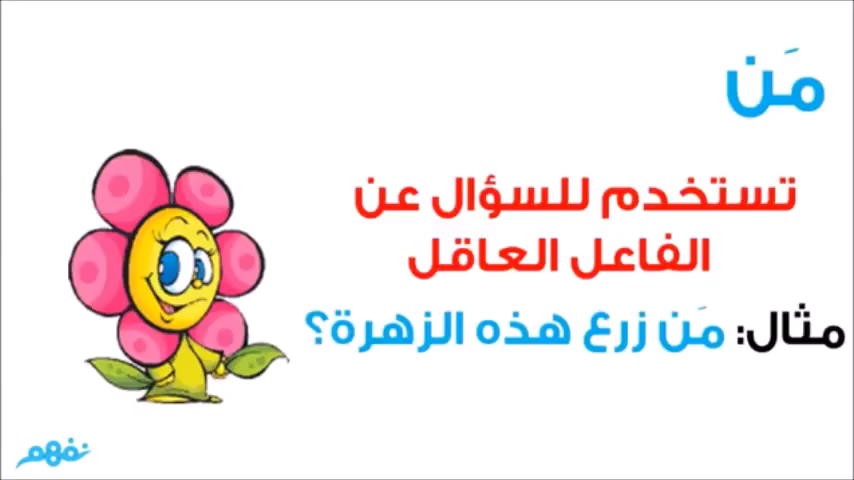 مَن
تستخدم للسؤال عن
الفاعل العاقل
مثال: مَن زرع هذه الزهرة؟
نفهم